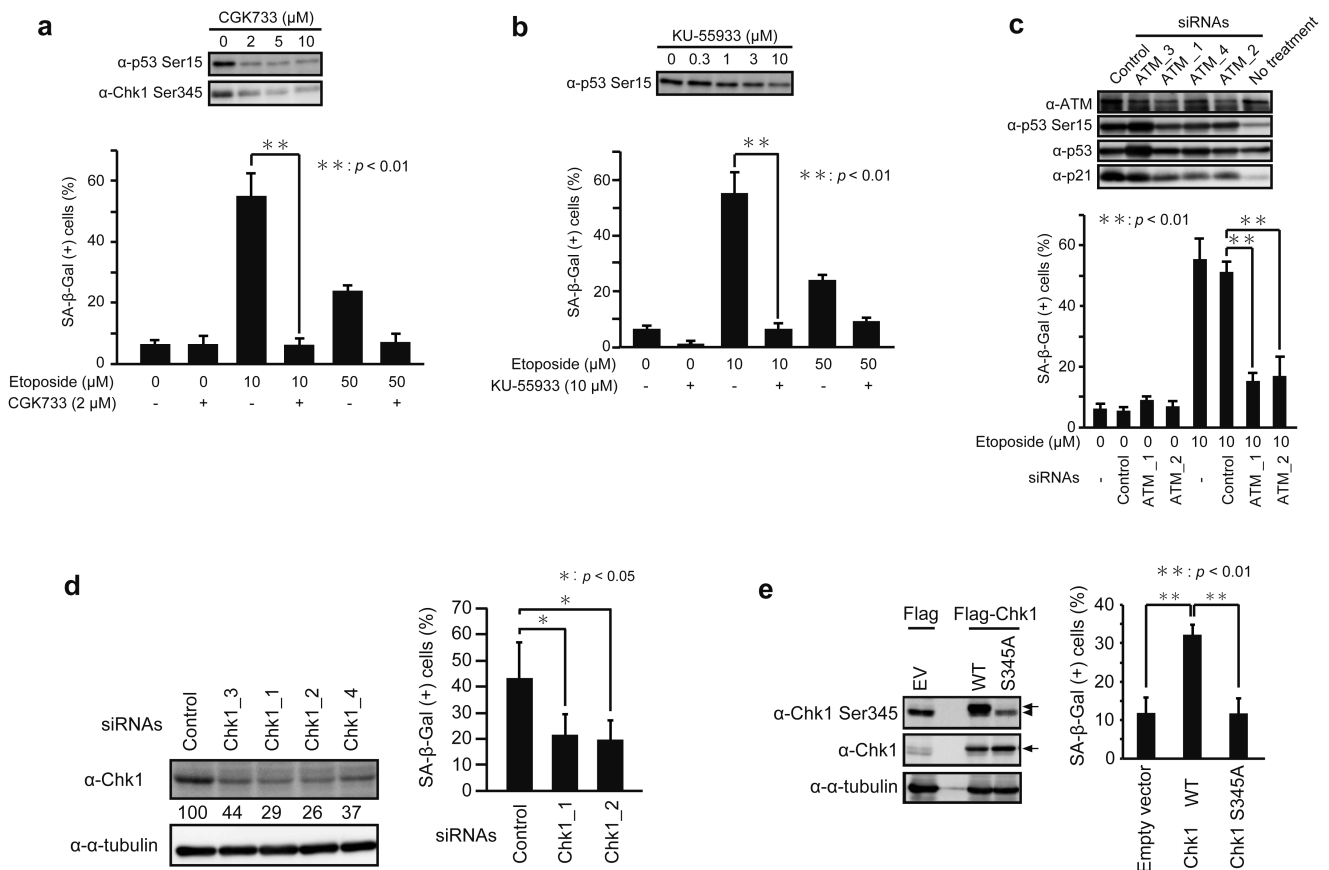 a
CGK733 (μM)
0 2 5 10
α-p53 Ser15
α-Chk1 Ser345
SA-β-Gal (+) cells (%)
60
40
20
0
∗∗
∗∗: p < 0.01
Etoposide (μM) 0 0 10 10 50 50
CGK733 (2 μM) - + - + - +
b
KU-55933 (μM)
0 0.3 1 3 10
α-p53 Ser15
SA-β-Gal (+) cells (%)
60
40
20
0
∗∗
∗∗: p < 0.01
Etoposide (μM) 0 0 10 10 50 50
KU-55933 (10 μM) - + - + - +
c
siRNAs
Control ATM_3 ATM_1 ATM_4 ATM_2 No treatment
α-ATM
α-p53 Ser15
α-p53
α-p21
SA-β-Gal (+) cells (%)
60
40
20
0
∗∗: p < 0.01
∗∗
∗∗
Etoposide (μM) 0 0 0 0 10 10 10 10
siRNAs - Control ATM_1 ATM_2 - Control ATM_1 ATM_2
d
siRNAs Control Chk1_3 Chk1_1 Chk1_2 Chk1_4
α-Chk1
100 44 29 26 37
α-α-tubulin
∗: p < 0.05
SA-β-Gal (+) cells (%)
70
60
50
40
30
20
10
0
∗
∗
siRNAs Control Chk1_1 Chk1_2
e
Flag Flag-Chk1
EV WT S345A
α-Chk1 Ser345
α-Chk1
α-α-tubulin
∗∗: p < 0.01
SA-β-Gal (+) cells (%)
40
30
20
10
0
∗∗ ∗∗
Empty vector Chk1 WT Chk1 S345A